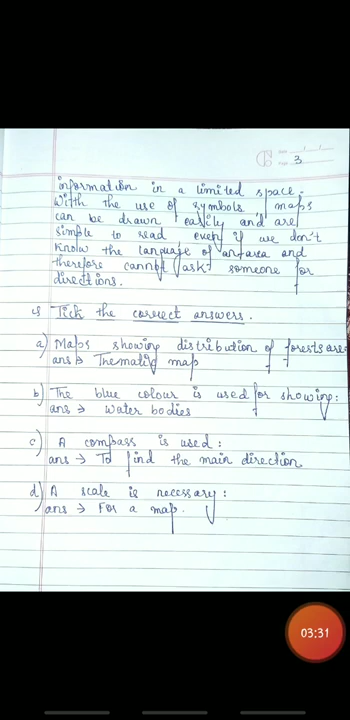 3
information in a limited space.
With the use of symbols maps
can be drawn easily and are
simple to read even if we don't
know the language of an area and
therefore cannot ask someone for
directions.
Tick the correct answers.
a) Maps showing distribution of forests are
ans → Thematic map
b) The blue colour is used for showing:
ans → Water bodies
c) A compass is used:
ans → To find the main direction
d) A scale is necessary:
ans → For a map.
03:31